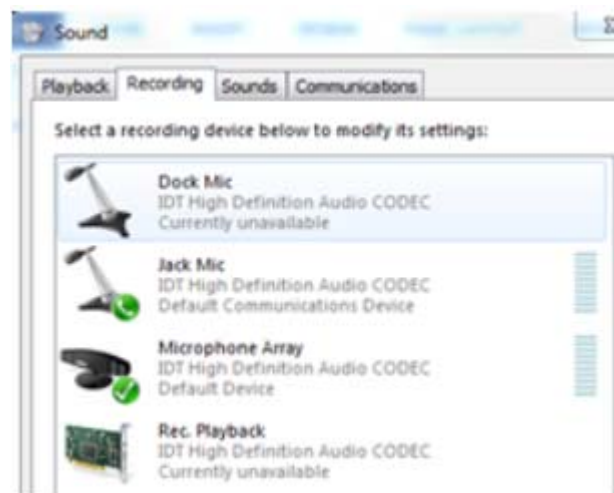 Sound
Playback Recording Sounds Communications
Select a recording device below to modify its settings:
Dock Mic
IDT High Definition Audio CODEC
Currently unavailable
Jack Mic
IDT High Definition Audio CODEC
Default Communications Device
Microphone Array
IDT High Definition Audio CODEC
Default Device
Rec. Playback
IDT High Definition Audio CODEC
Currently unavailable